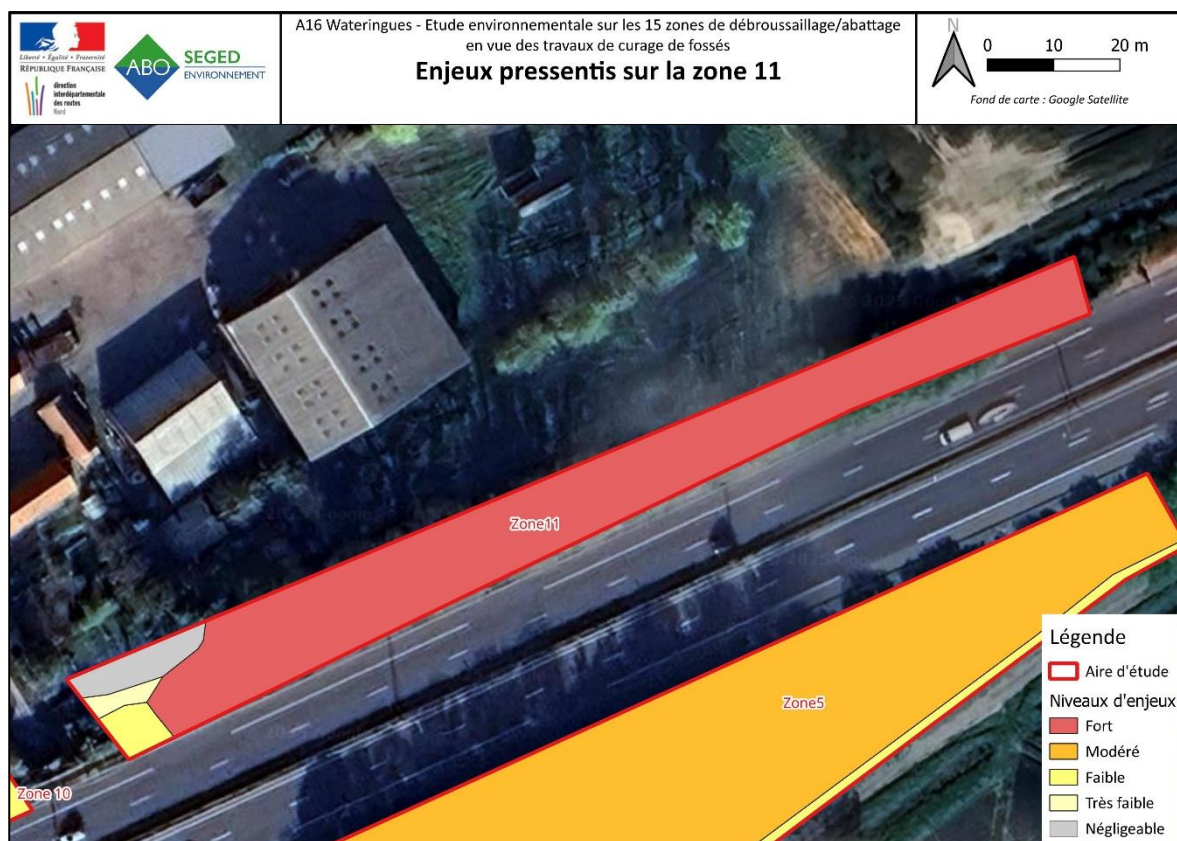 Liberté • Égalité • Fraternité
RÉPUBLIQUE FRANÇAISE
direction
interdépartementale
des routes
Nord
ABO
SEGED
ENVIRONNEMENT
A16 Wateringues - Etude environnementale sur les 15 zones de débroussaillage/abattage
en vue des travaux de curage de fossés
Enjeux pressentis sur la zone 11
N
0 10 20 m
Fond de carte : Google Satellite
Zone11
Zone5
Zone 10
Légende
Aire d'étude
Niveaux d'enjeux
Fort
Modéré
Faible
Très faible
Négligeable